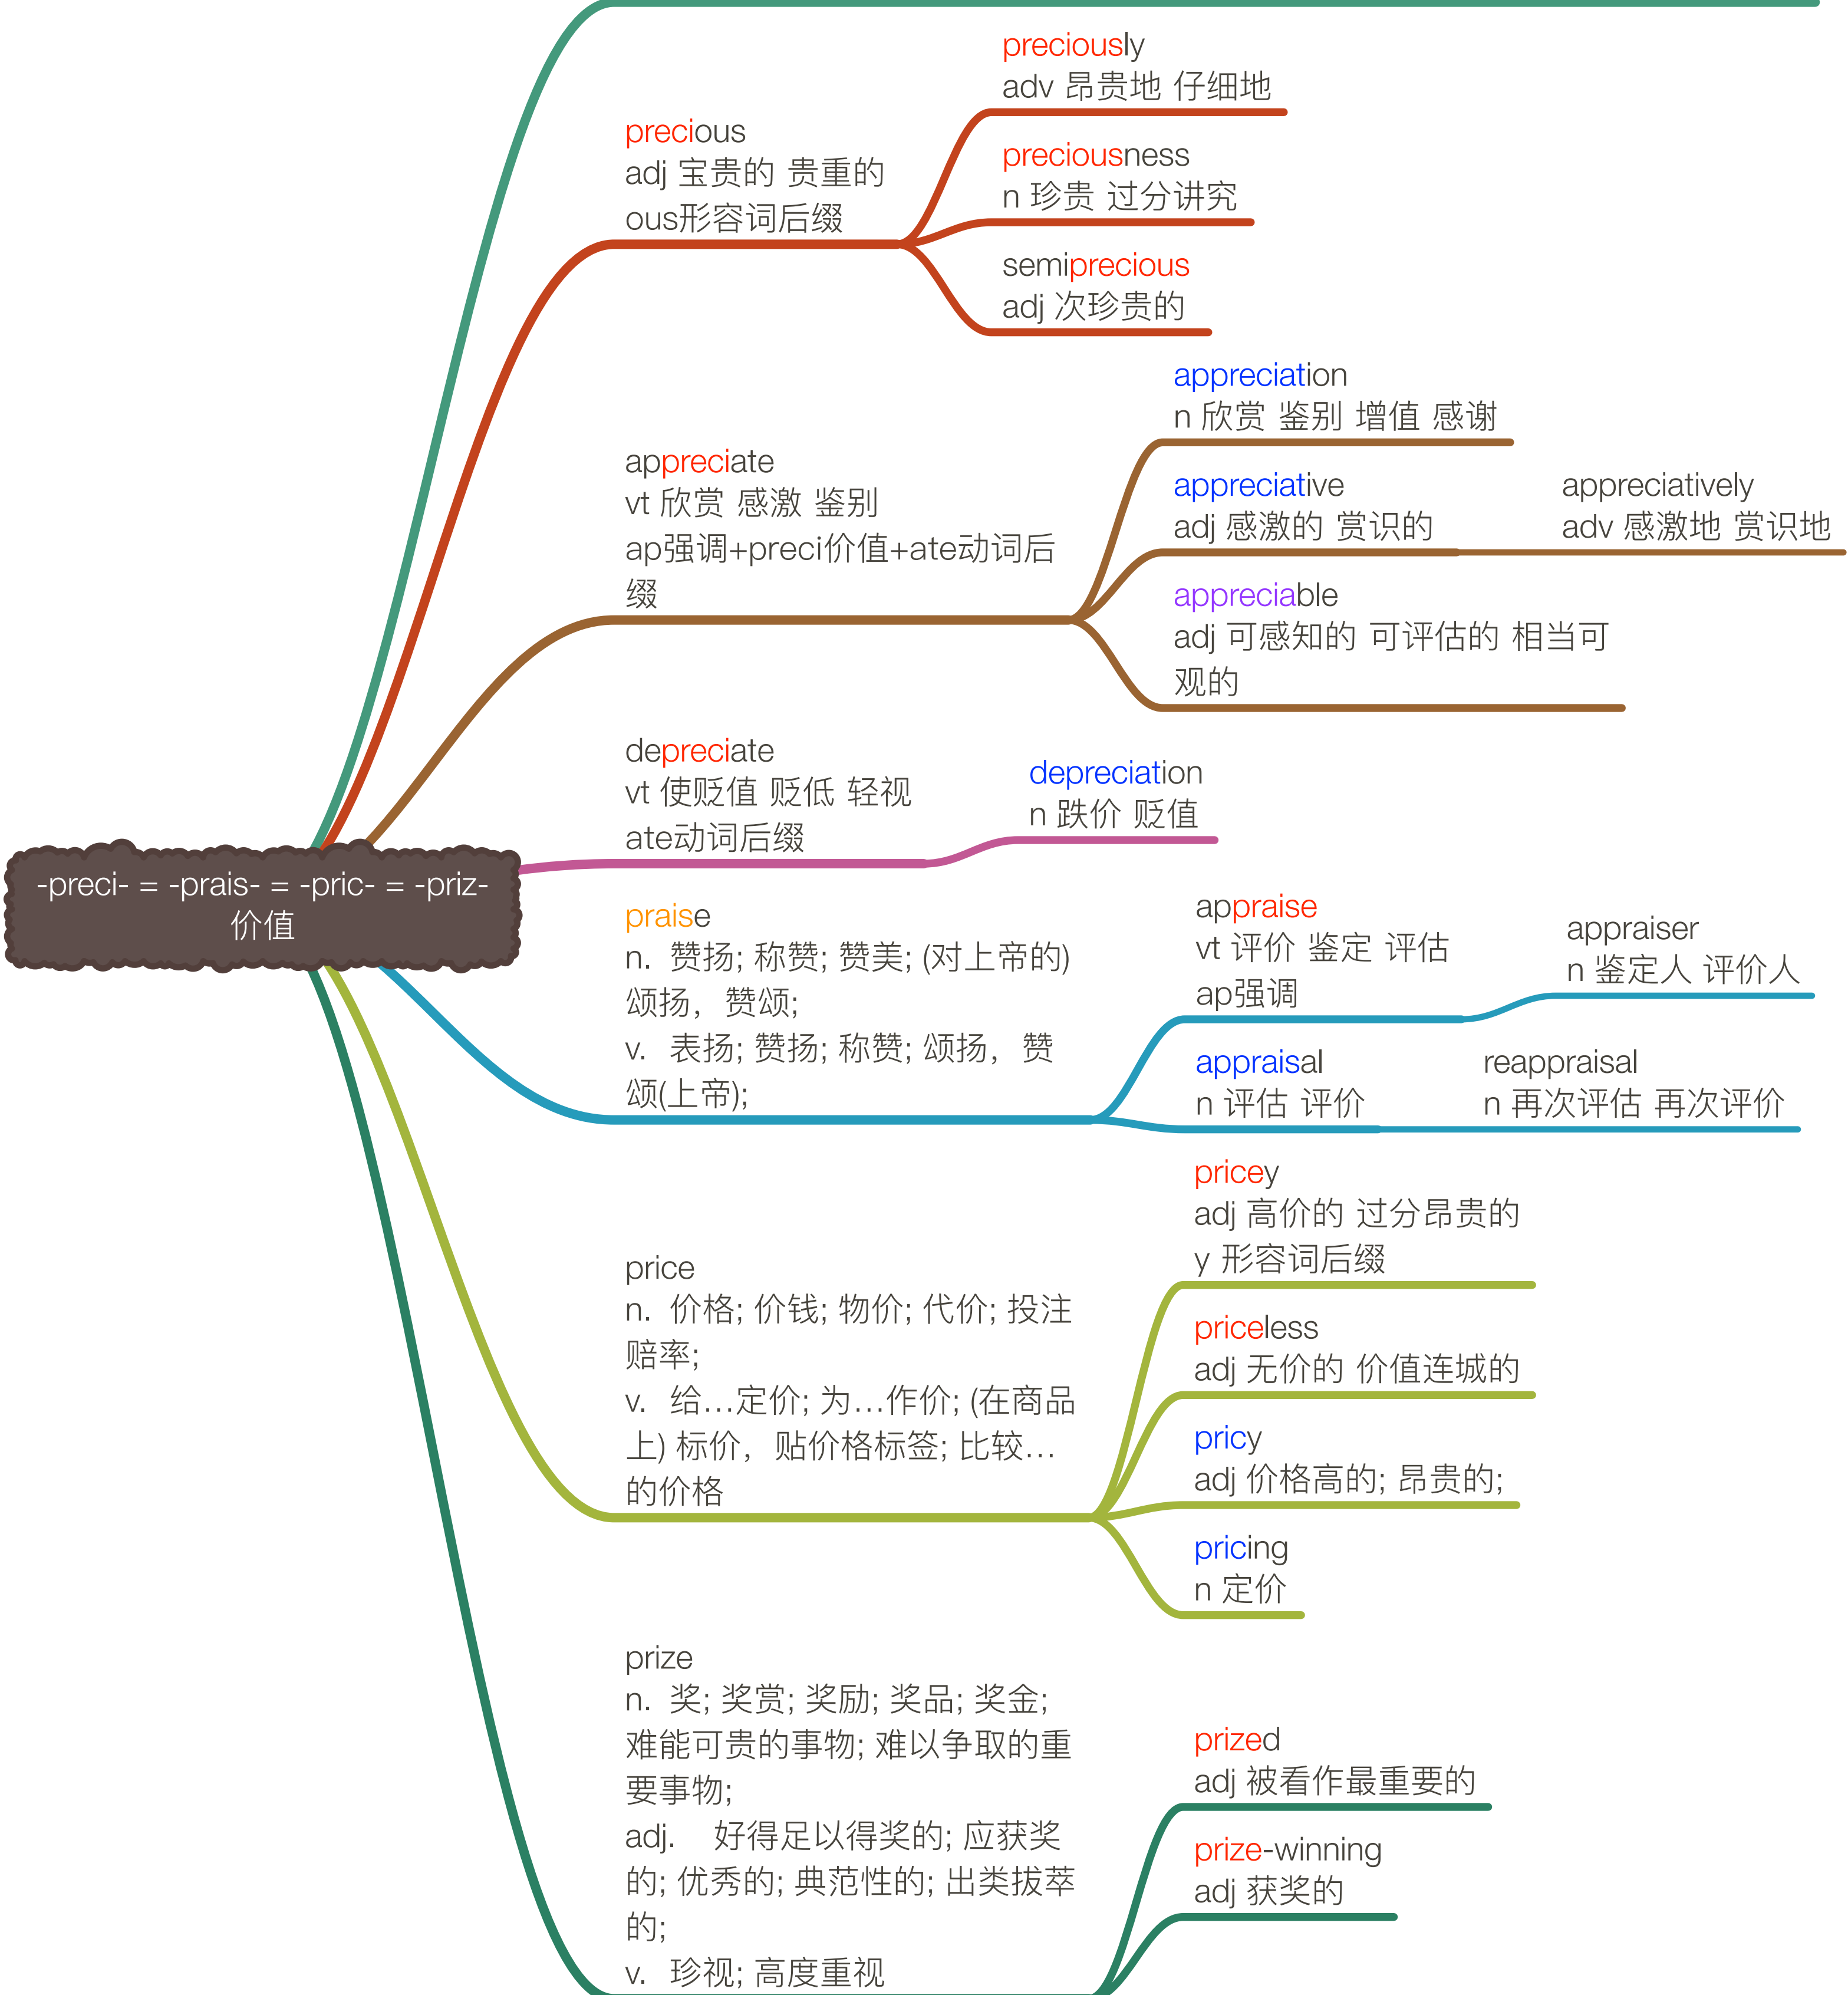 -preci- = -prais- = -pric- = -priz-
价值
precious
adj 宝贵的 贵重的
ous形容词后缀
preciously
adv 昂贵地 仔细地
preciousness
n 珍贵 过分讲究
semiprecious
adj 次珍贵的
appreciate
vt 欣赏 感激 鉴别
ap强调+preci价值+ate动词后
缀
appreciation
n 欣赏 鉴别 增值 感谢
appreciative
adj 感激的 赏识的
appreciatively
adv 感激地 赏识地
appreciable
adj 可感知的 可评估的 相当可
观的
depreciate
vt 使贬值 贬低 轻视
ate动词后缀
depreciation
n 跌价 贬值
praise
n. 赞扬; 称赞; 赞美; (对上帝的)
颂扬，赞颂;
v. 表扬; 赞扬; 称赞; 颂扬，赞
颂(上帝);
appraise
vt 评价 鉴定 评估
ap强调
appraiser
n 鉴定人 评价人
appraisal
n 评估 评价
reappraisal
n 再次评估 再次评价
price
n. 价格; 价钱; 物价; 代价; 投注
赔率;
v. 给…定价; 为…作价; (在商品
上) 标价，贴价格标签; 比较…
的价格
pricey
adj 高价的 过分昂贵的
y 形容词后缀
priceless
adj 无价的 价值连城的
pricy
adj 价格高的; 昂贵的;
pricing
n 定价
prize
n. 奖; 奖赏; 奖励; 奖品; 奖金;
难能可贵的事物; 难以争取的重
要事物;
adj. 好得足以得奖的; 应获奖
的; 优秀的; 典范性的; 出类拔萃
的;
v. 珍视; 高度重视
prized
adj 被看作最重要的
prize-winning
adj 获奖的